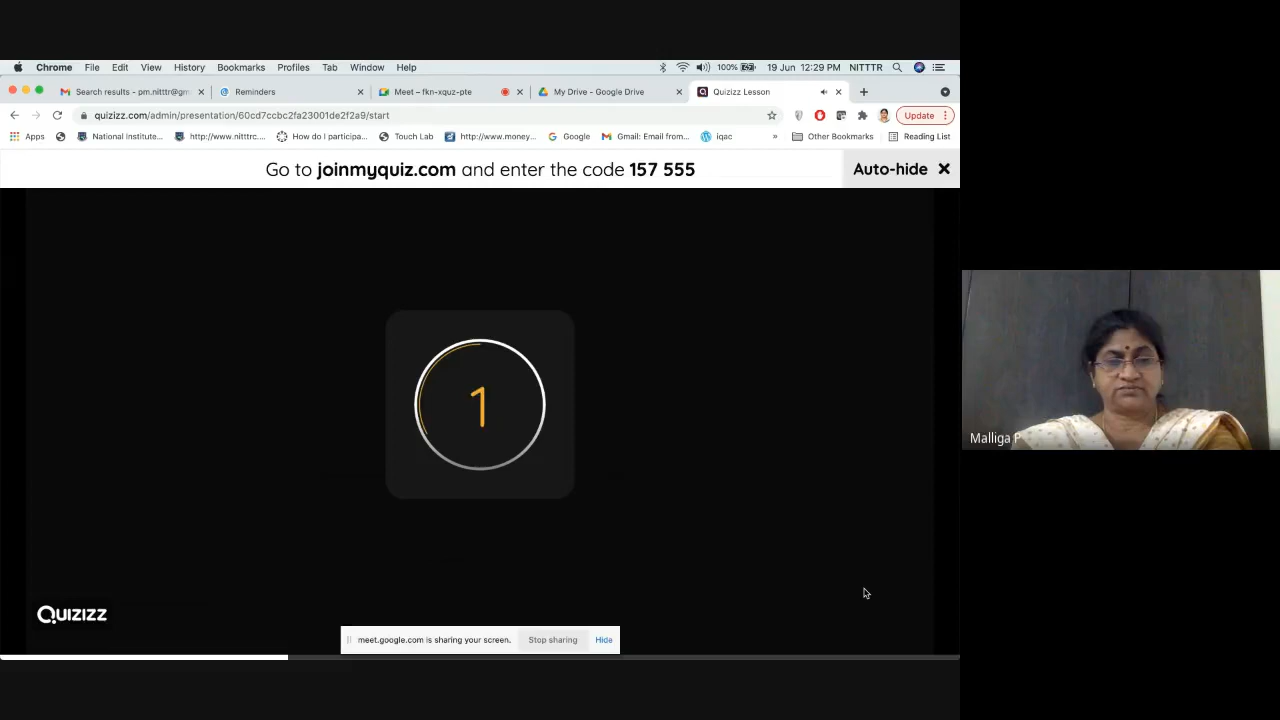 Chrome File Edit View History Bookmarks Profiles Tab Window Help 100% 19 Jun 12:29 PM NITTTR
Search results - pm.nitttr@gm Reminders Meet – fkn-xquz-pte My Drive - Google Drive Quizizz Lesson
quizizz.com/admin/presentation/60cd7ccbc2fa23001de2f2a9/start Update
Apps National Institute... http://www.nitttrc... How do I participa... Touch Lab http://www.money... Google Gmail: Email from... iqac » Other Bookmarks Reading List
Go to joinmyquiz.com and enter the code 157 555 Auto-hide
1
Malliga P
Quizizz
meet.google.com is sharing your screen. Stop sharing Hide